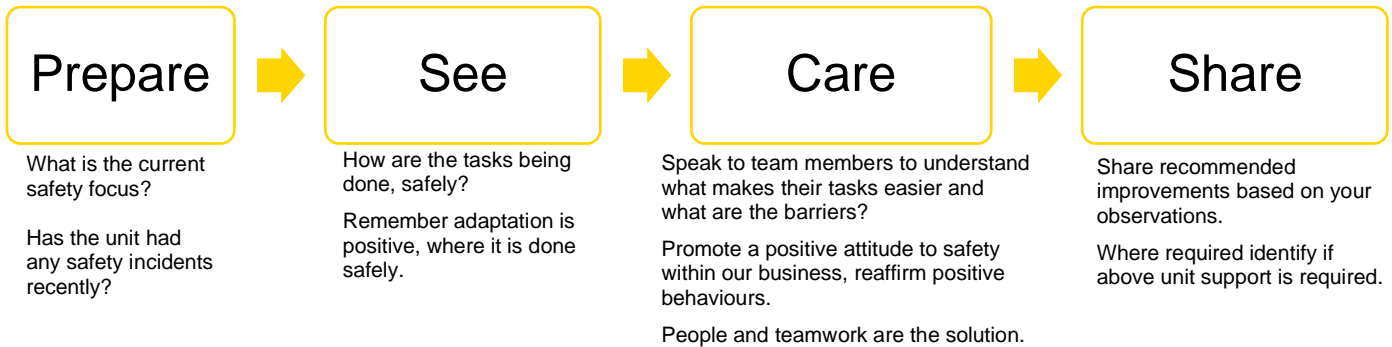 Prepare
What is the current
safety focus?
Has the unit had
any safety incidents
recently?
See
How are the tasks being
done, safely?
Remember adaptation is
positive, where it is done
safely.
Care
Speak to team members to understand
what makes their tasks easier and
what are the barriers?
Promote a positive attitude to safety
within our business, reaffirm positive
behaviours.
People and teamwork are the solution.
Share
Share recommended
improvements based on your
observations.
Where required identify if
above unit support is required.